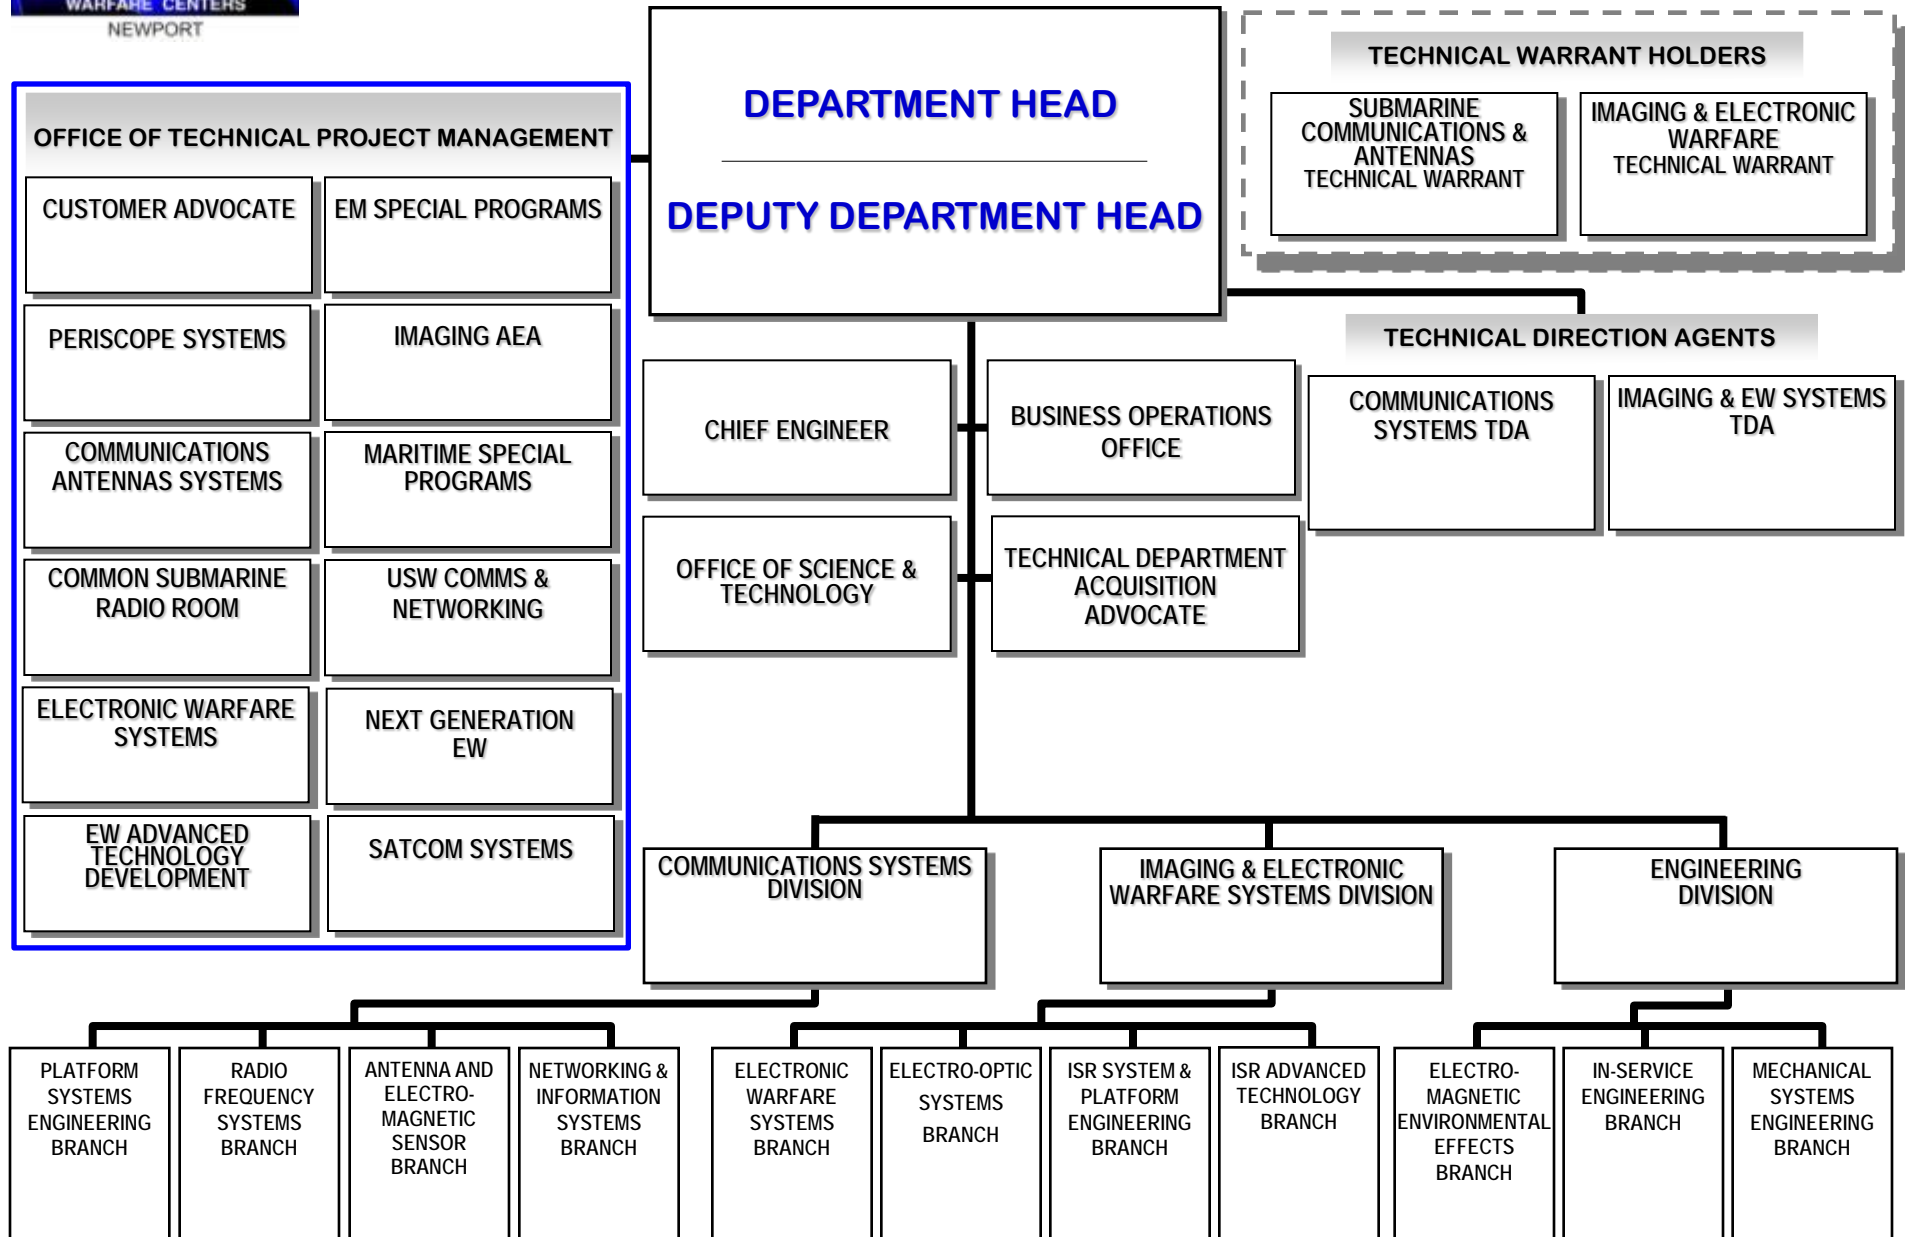 WARFARE CENTERS
NEWPORT
OFFICE OF TECHNICAL PROJECT MANAGEMENT
CUSTOMER ADVOCATE
EM SPECIAL PROGRAMS
PERISCOPE SYSTEMS
IMAGING AEA
COMMUNICATIONS
ANTENNAS SYSTEMS
MARITIME SPECIAL
PROGRAMS
COMMON SUBMARINE
RADIO ROOM
USW COMMS &
NETWORKING
ELECTRONIC WARFARE
SYSTEMS
NEXT GENERATION
EW
EW ADVANCED
TECHNOLOGY
DEVELOPMENT
SATCOM SYSTEMS
DEPARTMENT HEAD
DEPUTY DEPARTMENT HEAD
TECHNICAL WARRANT HOLDERS
SUBMARINE
COMMUNICATIONS &
ANTENNAS
TECHNICAL WARRANT
IMAGING & ELECTRONIC
WARFARE
TECHNICAL WARRANT
TECHNICAL DIRECTION AGENTS
COMMUNICATIONS
SYSTEMS TDA
IMAGING & EW SYSTEMS
TDA
CHIEF ENGINEER
BUSINESS OPERATIONS
OFFICE
OFFICE OF SCIENCE &
TECHNOLOGY
TECHNICAL DEPARTMENT
ACQUISITION
ADVOCATE
COMMUNICATIONS SYSTEMS
DIVISION
IMAGING & ELECTRONIC
WARFARE SYSTEMS DIVISION
ENGINEERING
DIVISION
PLATFORM
SYSTEMS
ENGINEERING
BRANCH
RADIO
FREQUENCY
SYSTEMS
BRANCH
ANTENNA AND
ELECTRO-
MAGNETIC
SENSOR
BRANCH
NETWORKING &
INFORMATION
SYSTEMS
BRANCH
ELECTRONIC
WARFARE
SYSTEMS
BRANCH
ELECTRO-OPTIC
SYSTEMS
BRANCH
ISR SYSTEM &
PLATFORM
ENGINEERING
BRANCH
ISR ADVANCED
TECHNOLOGY
BRANCH
ELECTRO-
MAGNETIC
ENVIRONMENTAL
EFFECTS
BRANCH
IN-SERVICE
ENGINEERING
BRANCH
MECHANICAL
SYSTEMS
ENGINEERING
BRANCH